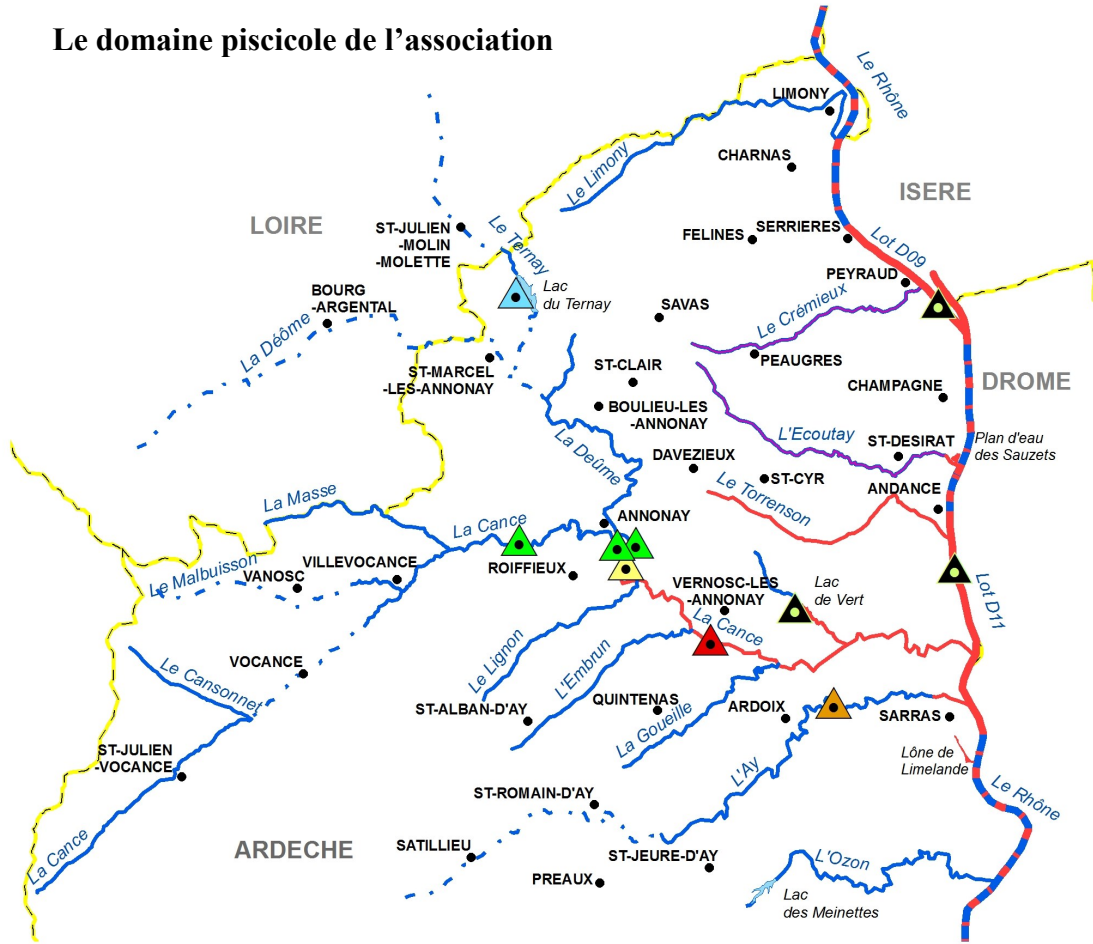 Le domaine piscicole de l'association
Le Rhône
LIMONY
CHARNAS
Le Limony
ISERE
LOIRE
ST-JULIEN
-MOLIN
-MOLETTE
Le Ternay
FELINES
SERRIERES
Lot D09
PEYRAUD
BOURG
-ARGENTAL
Lac
du Ternay
SAVAS
Le Crémieux
La Déôme
ST-MARCEL
-LES-ANNONAY
ST-CLAIR
PEAUGRES
DROME
CHAMPAGNE
BOULIEU-LES
-ANNONAY
L'Ecoutay
ST-DESIRAT
Plan d'eau
des Sauzets
La Deûme
DAVEZIEUX
ST-CYR
ANDANCE
Le Torrenson
La Masse
La Cance
ANNONAY
Le Malbuisson
VANOSC
VILLEVOCANCE
ROIFFIEUX
VERNOSC-LES
-ANNONAY
Lac
de Vert
Lot D11
La Cance
VOCANCE
Le Cansonnet
Le Lignon
L'Embrun
ST-ALBAN-D'AY
QUINTENAS
La Goueille
ARDOIX
SARRAS
ST-JULIEN
-VOCANCE
L'Ay
Lône de
Limelande
Le Rhône
ST-ROMAIN-D'AY
La Cance
ARDECHE
SATILLIEU
ST-JEURE-D'AY
PREAUX
L'Ozon
Lac
des Meinettes